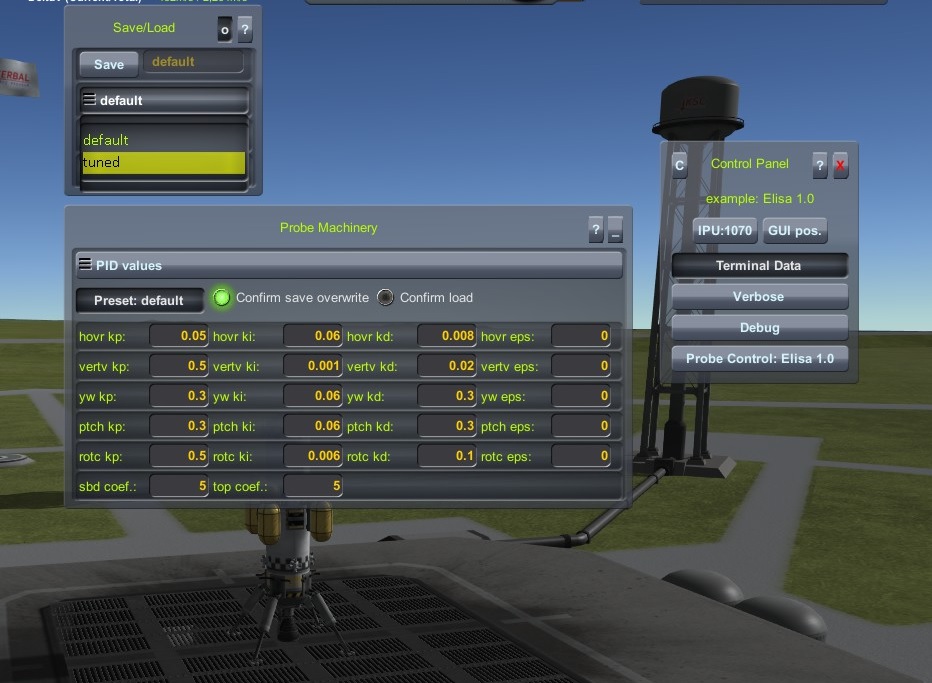 Save/Load
o
?
Save
default
default
default
tuned
C
Control Panel
?
X
example: Elisa 1.0
IPU:1070
GUI pos.
Terminal Data
Verbose
Debug
Probe Control: Elisa 1.0
Probe Machinery
?
_
PID values
Preset: default
Confirm save overwrite
Confirm load
hovr kp: 0.05 hovr ki: 0.06 hovr kd: 0.008 hovr eps: 0
vertv kp: 0.5 vertv ki: 0.001 vertv kd: 0.02 vertv eps: 0
yw kp: 0.3 yw ki: 0.06 yw kd: 0.3 yw eps: 0
ptch kp: 0.3 ptch ki: 0.06 ptch kd: 0.3 ptch eps: 0
rotc kp: 0.5 rotc ki: 0.006 rotc kd: 0.1 rotc eps: 0
sbd coef.: 5 top coef.: 5